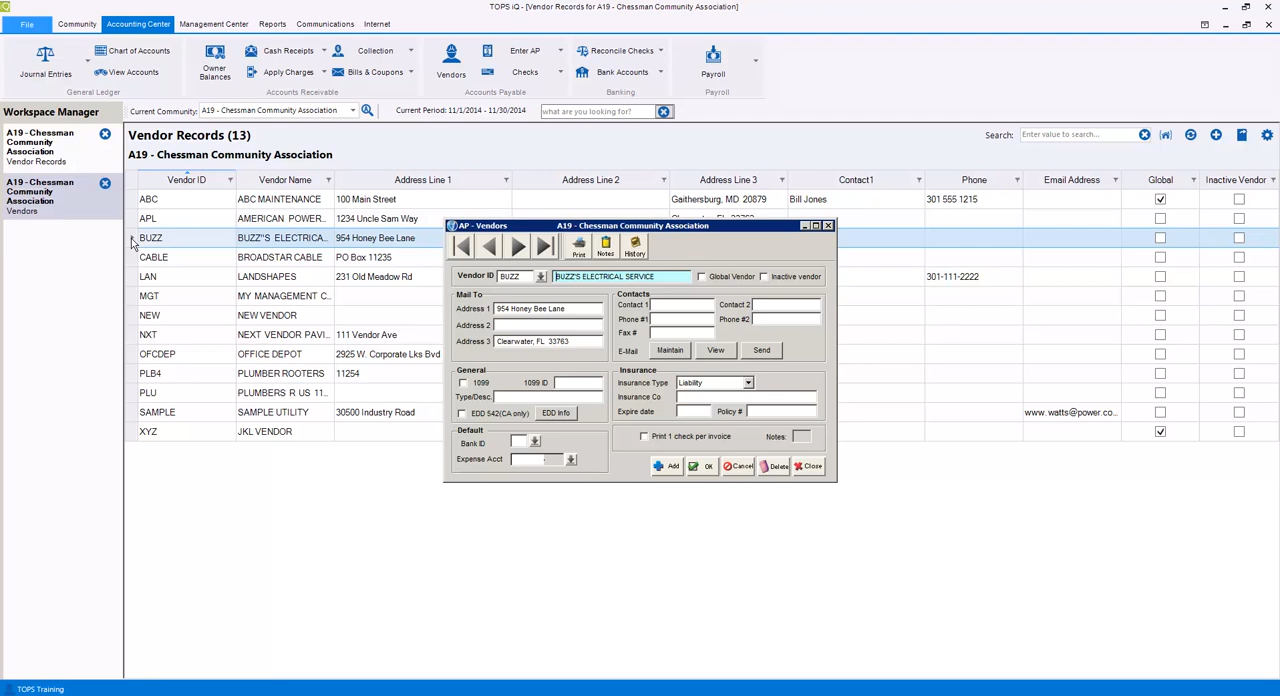 TOPS iQ - [Vendor Records for A19 - Chessman Community Association]
File Community Accounting Center Management Center Reports Communications Internet
Journal Entries
Chart of Accounts
View Accounts
General Ledger
Owner Balances
Cash Receipts
Apply Charges
Collection
Bills & Coupons
Accounts Receivable
Vendors
Enter AP
Checks
Accounts Payable
Reconcile Checks
Bank Accounts
Banking
Payroll
Payroll
Workspace Manager
Current Community: A19 - Chessman Community Association Current Period: 11/1/2014 - 11/30/2014 what are you looking for?
A19 - Chessman
Community
Association
Vendor Records
A19 - Chessman
Community
Association
Vendors
Vendor Records (13)
Search: Enter value to search...
A19 - Chessman Community Association
Vendor ID Vendor Name Address Line 1 Address Line 2 Address Line 3 Contact1 Phone Email Address Global Inactive Vendor
ABC ABC MAINTENANCE 100 Main Street Gaithersburg, MD 20879 Bill Jones 301 555 1215
APL AMERICAN POWER... 1234 Uncle Sam Way
BUZZ BUZZ"S ELECTRICA... 954 Honey Bee Lane
CABLE BROADSTAR CABLE PO Box 11235
LAN LANDSHAPES 231 Old Meadow Rd 301-111-2222
MGT MY MANAGEMENT C...
NEW NEW VENDOR
NXT NEXT VENDOR PAVI... 111 Vendor Ave
OFCDEP OFFICE DEPOT 2925 W. Corporate Lks Bvd
PLB4 PLUMBER ROOTERS 11254
PLU PLUMBERS R US 11...
SAMPLE SAMPLE UTILITY 30500 Industry Road www.watts@power.co...
XYZ JKL VENDOR
AP - Vendors A19 - Chessman Community Association
Print Notes History
Vendor ID BUZZ BUZZ'S ELECTRICAL SERVICE Global Vendor Inactive vendor
Mail To
Address 1 954 Honey Bee Lane
Address 2
Address 3 Clearwater, FL 33763
Contacts
Contact 1 Contact 2
Phone #1 Phone #2
Fax #
E-Mail Maintain View Send
General
1099 1099 ID
Type/Desc.
EDD 542(CA only) EDD Info
Insurance
Insurance Type Liability
Insurance Co
Expire date Policy #
Default
Bank ID
Expense Acct
Print 1 check per invoice Notes:
Add OK Cancel Delete Close
TOPS Training